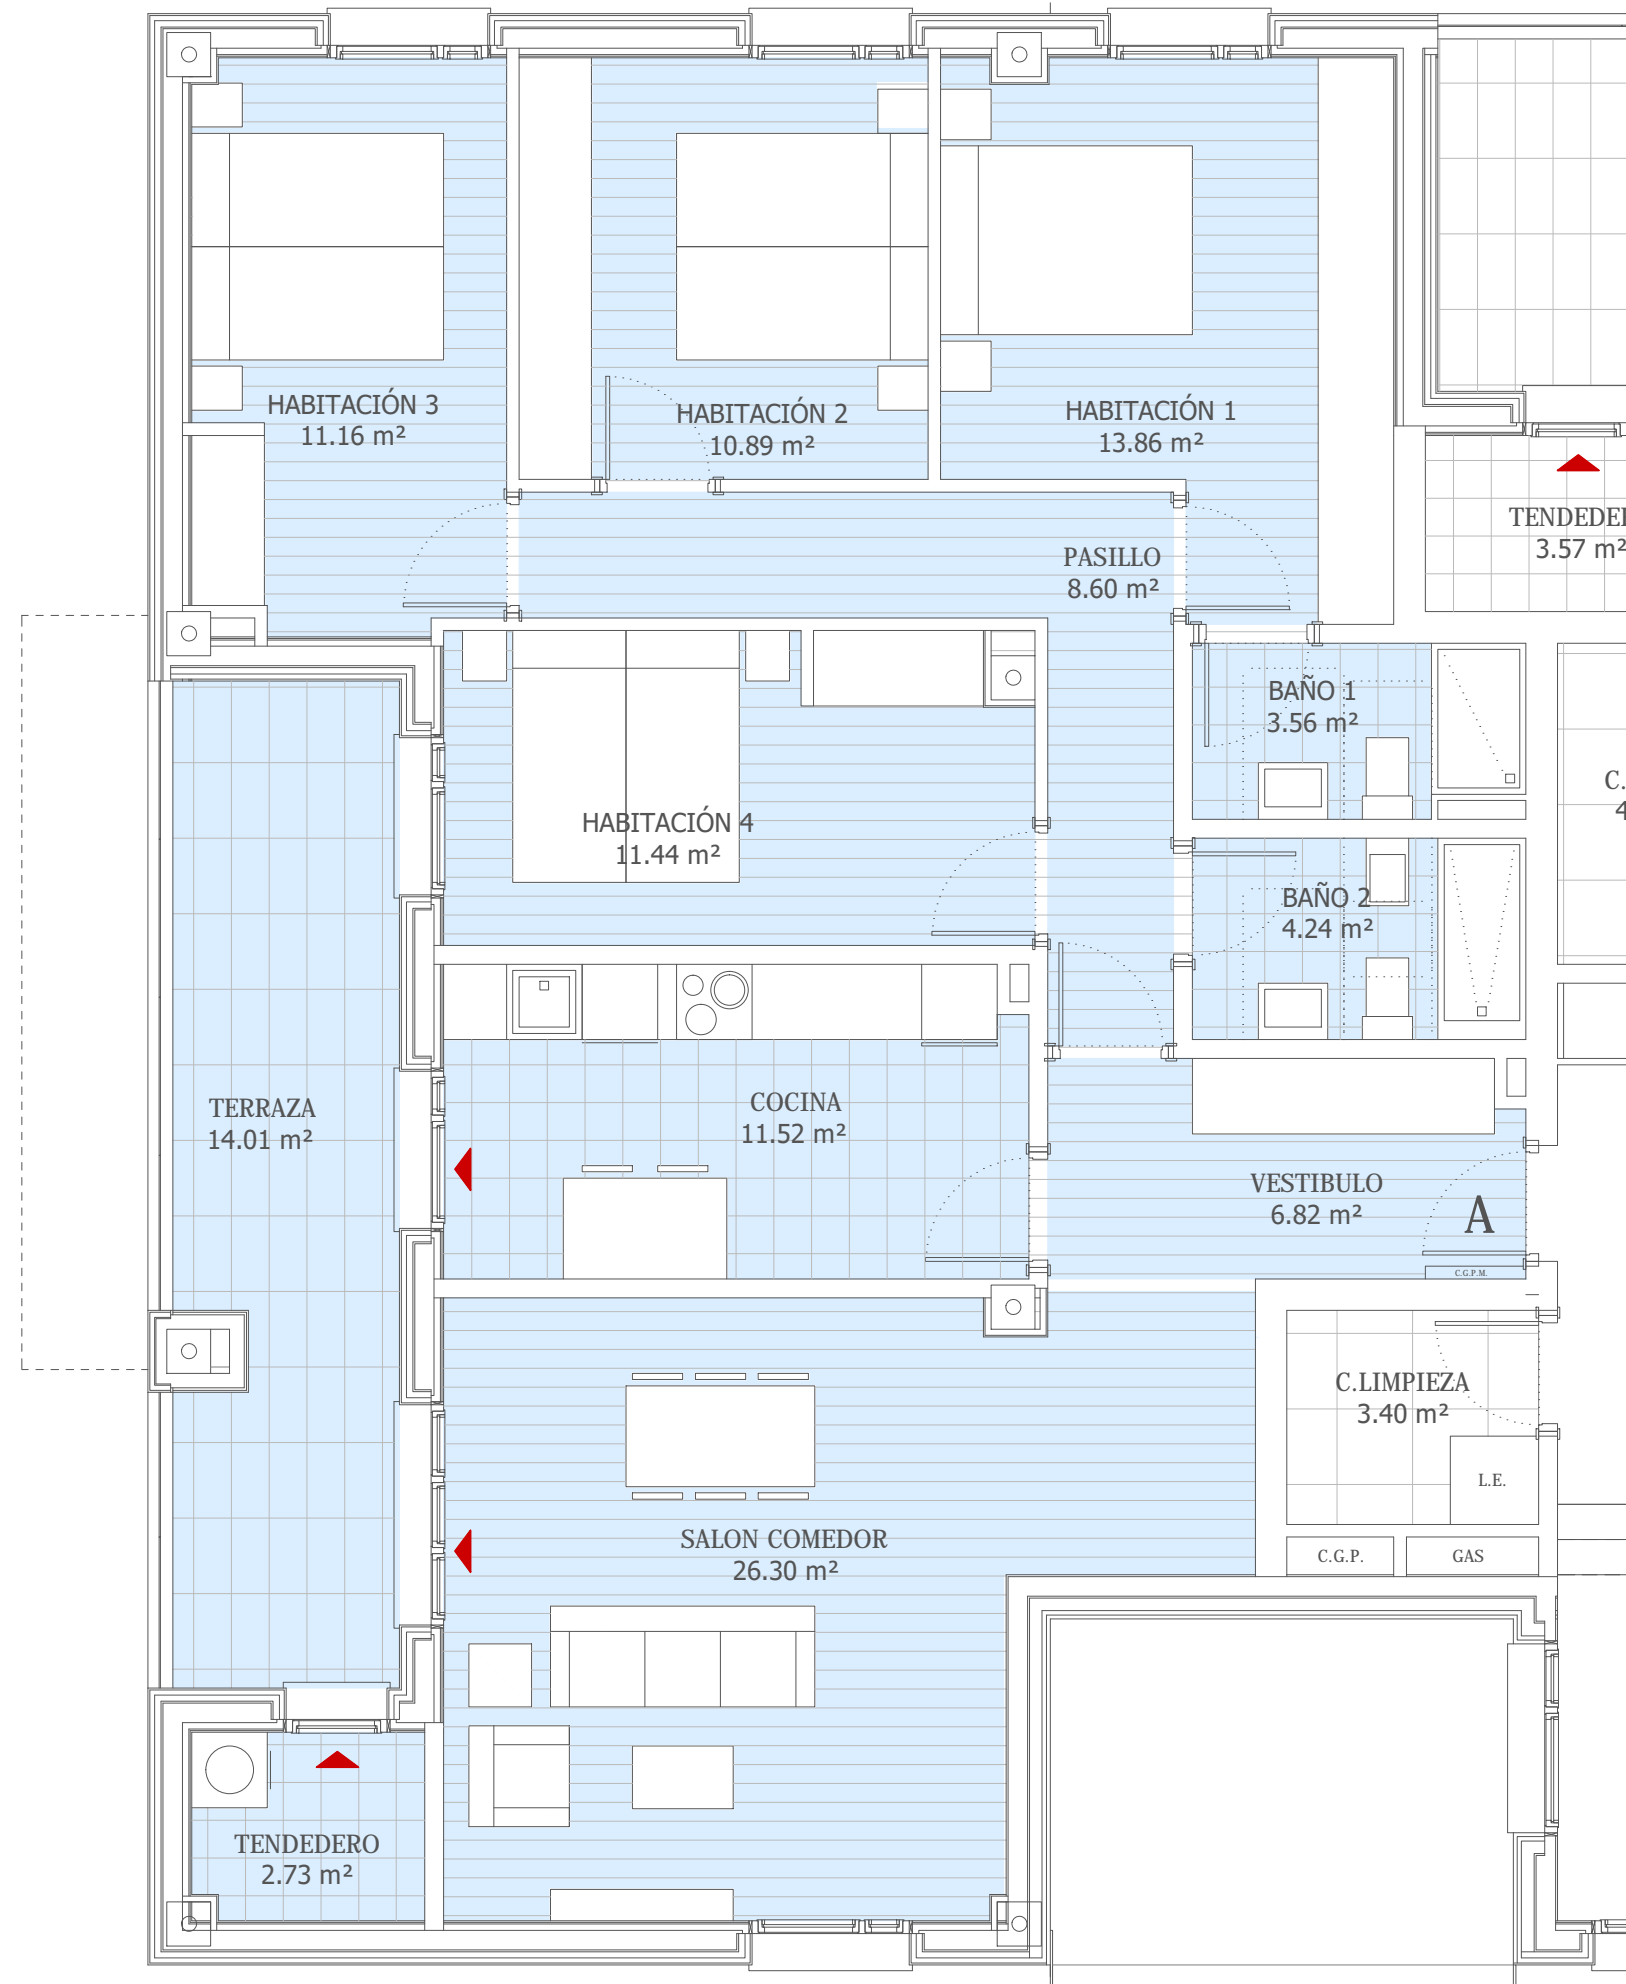 HABITACIÓN 3
11.16 m²
HABITACIÓN 2
10.89 m²
HABITACIÓN 1
13.86 m²
3.57 m²
PASILLO
8.60 m²
BAÑO 1
3.56 m²
C.
4
HABITACIÓN 4
11.44 m²
BAÑO 2
4.24 m²
TERRAZA
14.01 m²
COCINA
11.52 m²
VESTIBULO
6.82 m²
A
C.G.P.M.
C.LIMPIEZA
3.40 m²
L.E.
SALON COMEDOR
26.30 m²
C.G.P.
GAS
TENDEDERO
2.73 m²